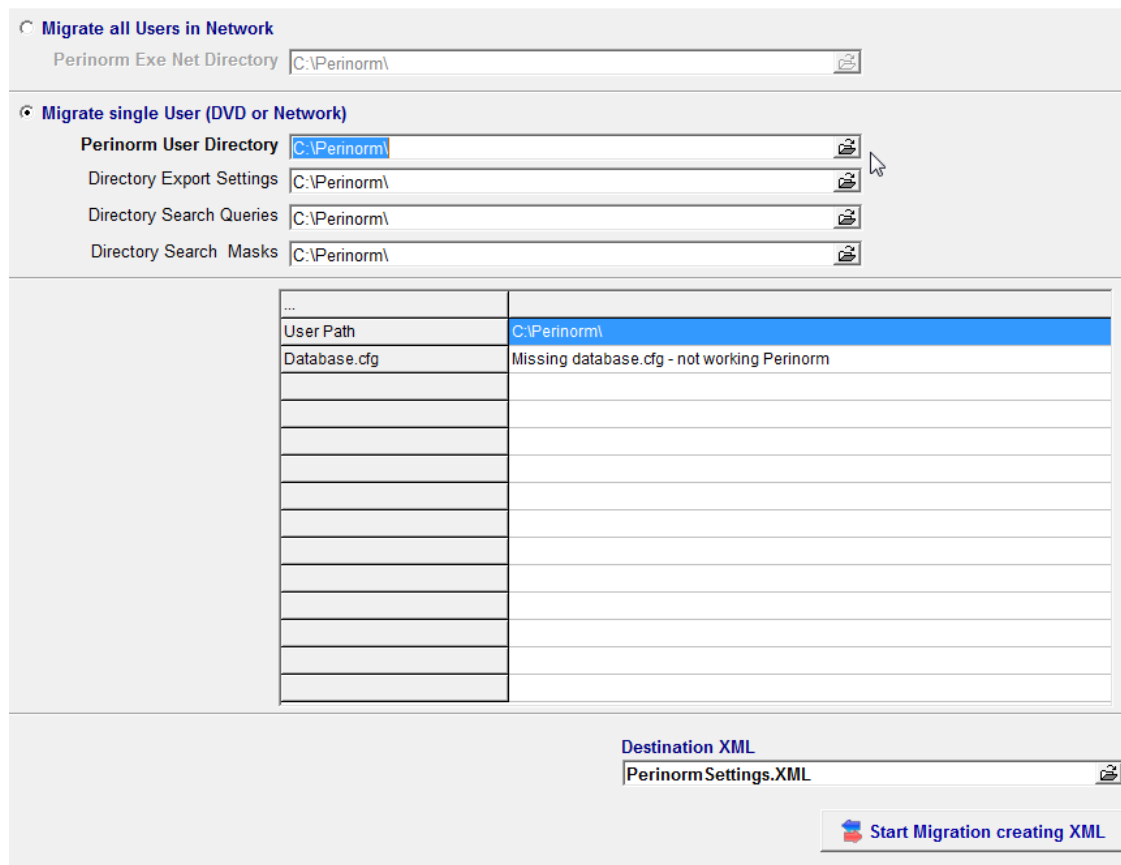 Migrate all Users in Network
Perinorm Exe Net Directory C:\Perinorm\
Migrate single User (DVD or Network)
Perinorm User Directory C:\Perinorm\
Directory Export Settings C:\Perinorm\
Directory Search Queries C:\Perinorm\
Directory Search Masks C:\Perinorm\
...
User Path C:\Perinorm\
Database.cfg Missing database.cfg - not working Perinorm
Destination XML
PerinormSettings.XML
Start Migration creating XML